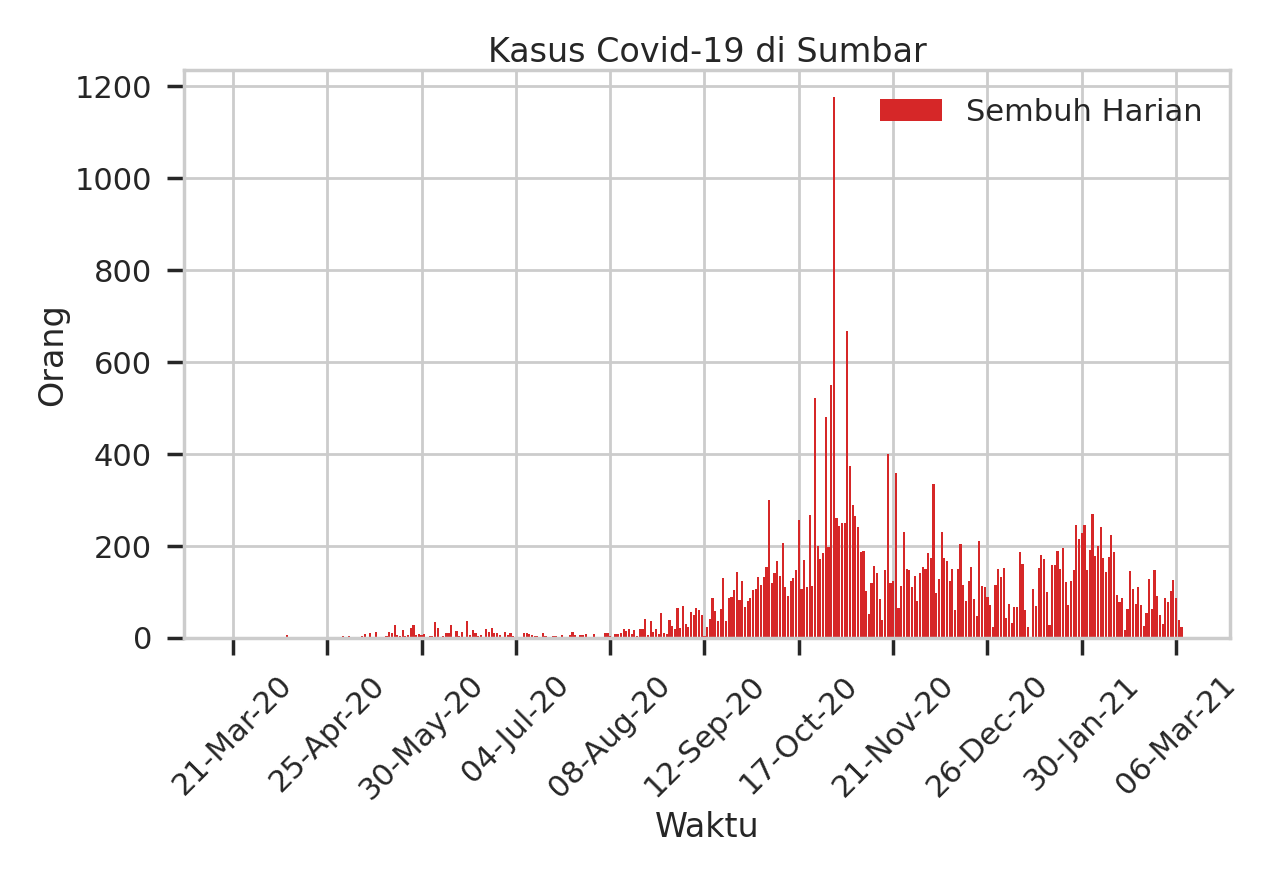 Kasus Covid-19 di Sumbar
Sembuh Harian
1200
1000
800
600
400
200
0
Orang
21-Mar-20
25-Apr-20
30-May-20
04-Jul-20
08-Aug-20
12-Sep-20
17-Oct-20
21-Nov-20
26-Dec-20
30-Jan-21
06-Mar-21
Waktu